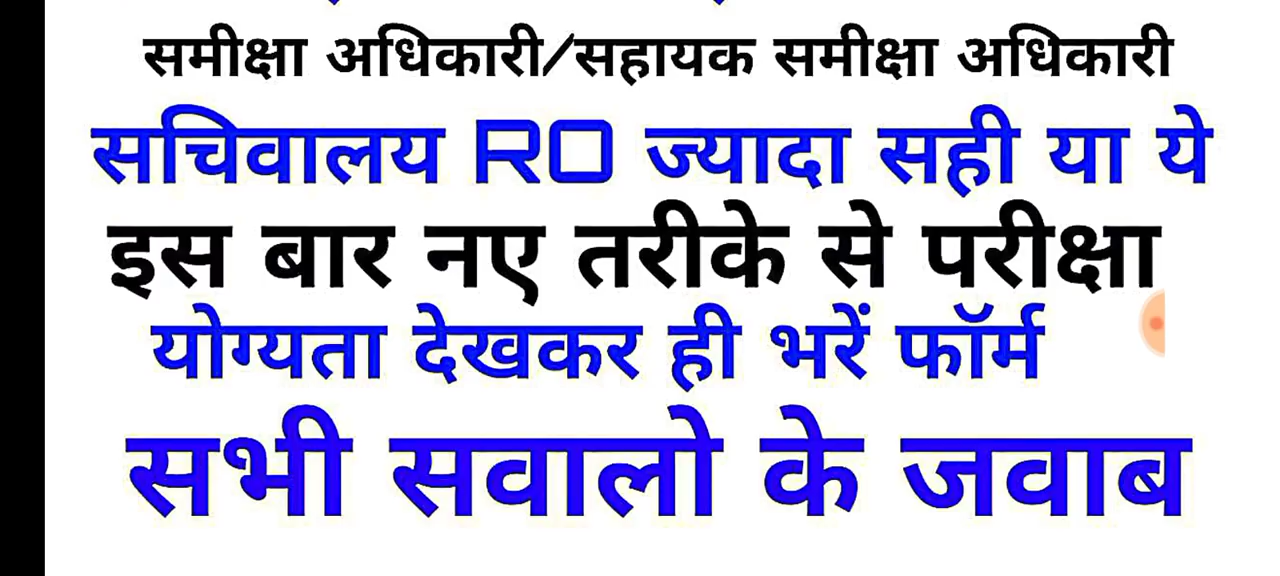 समीक्षा अधिकारी/सहायक समीक्षा अधिकारी
सचिवालय RO ज्यादा सही या ये
इस बार नए तरीके से परीक्षा
योग्यता देखकर ही भरें फॉर्म
सभी सवालो के जवाब